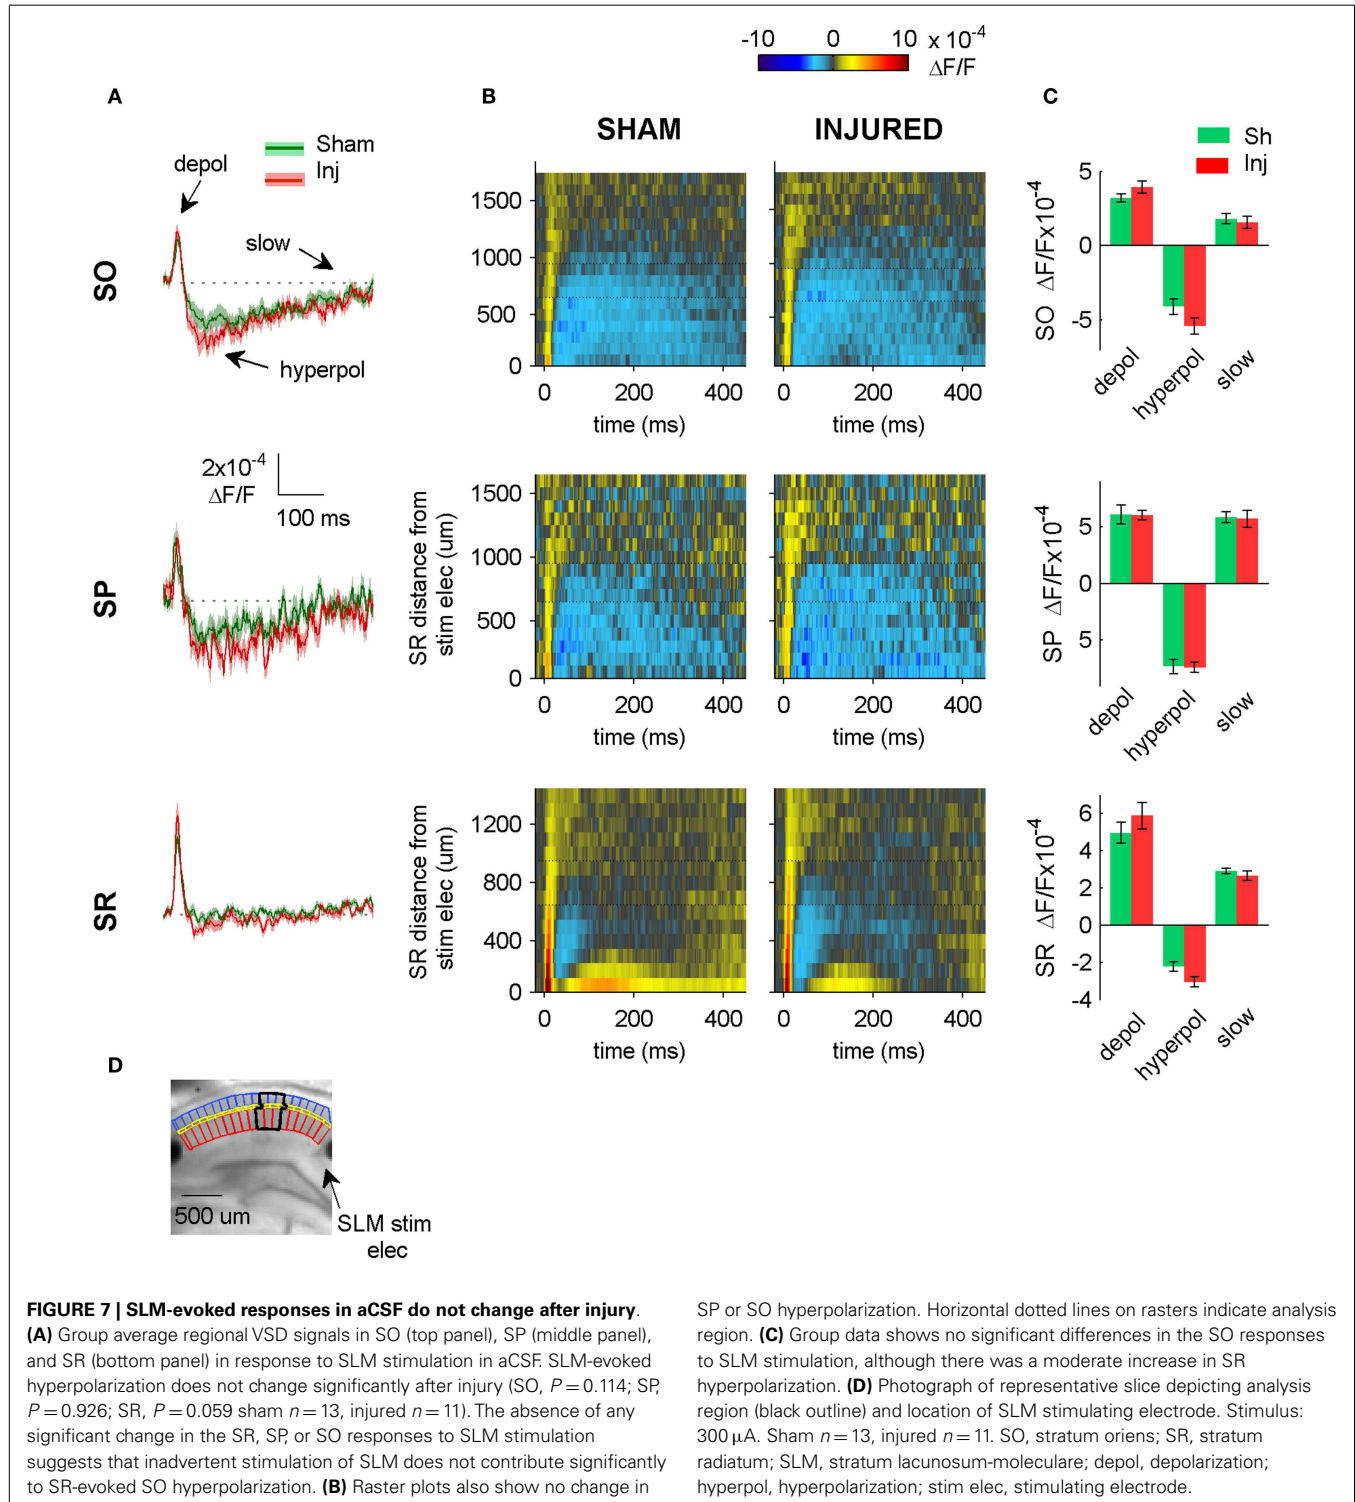 -10 0 10 x 10-4
ΔF/F
A
B
C
SHAM
INJURED
Sham
Inj
depol
slow
hyperpol
SO
1500
1000
500
0
0 200 400
time (ms)
0 200 400
time (ms)
Sh
Inj
SO ΔF/Fx10-4
5
0
-5
depol
hyperpol
slow
2x10-4
ΔF/F
100 ms
SP
SR distance from
stim elec (um)
1500
1000
500
0
0 200 400
time (ms)
0 200 400
time (ms)
SP ΔF/Fx10-4
5
0
5
depol
hyperpol
slow
SR
SR distance from
stim elec (um)
1200
800
400
0
0 200 400
time (ms)
0 200 400
time (ms)
SR ΔF/Fx10-4
6
4
2
0
-2
-4
depol
hyperpol
slow
D
500 um
SLM stim
elec
FIGURE 7 | SLM-evoked responses in aCSF do not change after injury.
(A) Group average regional VSD signals in SO (top panel), SP (middle panel),
and SR (bottom panel) in response to SLM stimulation in aCSF. SLM-evoked
hyperpolarization does not change significantly after injury (SO, P = 0.114; SP,
P = 0.926; SR, P = 0.059 sham n = 13, injured n = 11). The absence of any
significant change in the SR, SP, or SO responses to SLM stimulation
suggests that inadvertent stimulation of SLM does not contribute significantly
to SR-evoked SO hyperpolarization. (B) Raster plots also show no change in
SP or SO hyperpolarization. Horizontal dotted lines on rasters indicate analysis
region. (C) Group data shows no significant differences in the SO responses
to SLM stimulation, although there was a moderate increase in SR
hyperpolarization. (D) Photograph of representative slice depicting analysis
region (black outline) and location of SLM stimulating electrode. Stimulus:
300 μA. Sham n = 13, injured n = 11. SO, stratum oriens; SR, stratum
radiatum; SLM, stratum lacunosum-moleculare; depol, depolarization;
hyperpol, hyperpolarization; stim elec, stimulating electrode.